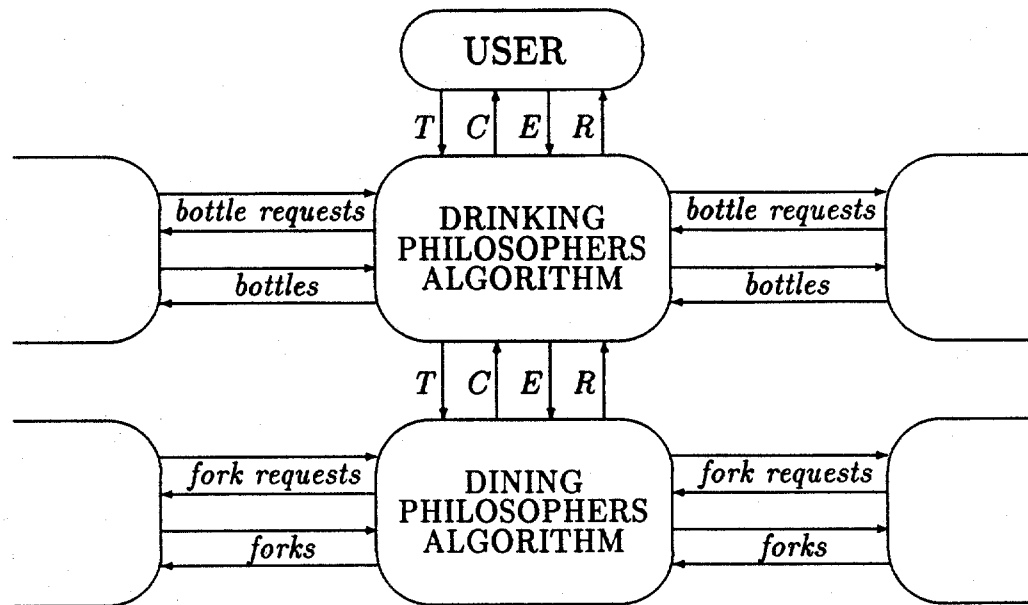 USER
T C E R
bottle requests
DRINKING
PHILOSOPHERS
ALGORITHM
bottle requests
bottles
bottles
T C E R
fork requests
DINING
PHILOSOPHERS
ALGORITHM
fork requests
forks
forks